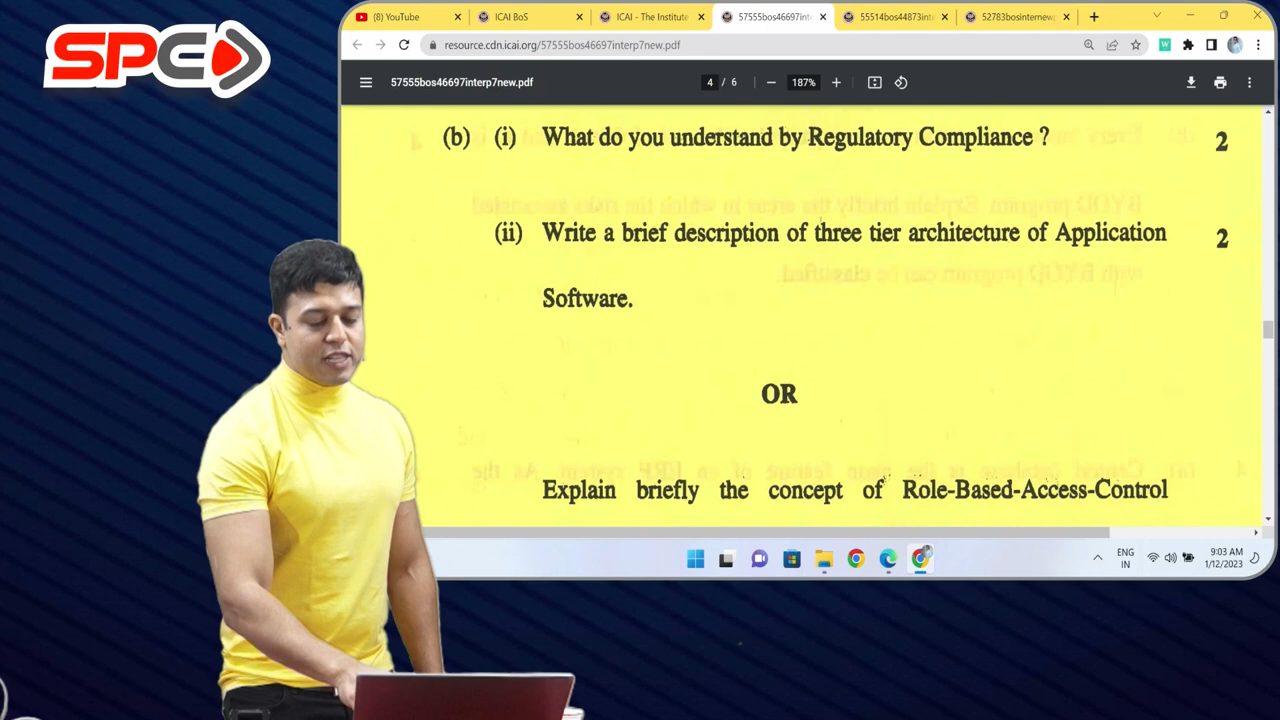 SPC
(8) YouTube
ICAI BoS
ICAI - The Institute
57555bos46697int
55514bos44873int
52783bosinternew
resource.cdn.icai.org/57555bos46697interp7new.pdf
57555bos46697interp7new.pdf
4 / 6
187%
(b) (i) What do you understand by Regulatory Compliance ? 2
(ii) Write a brief description of three tier architecture of Application 2
Software.
OR
Explain briefly the concept of Role-Based-Access-Control
ENG
IN
9:03 AM
1/12/2023